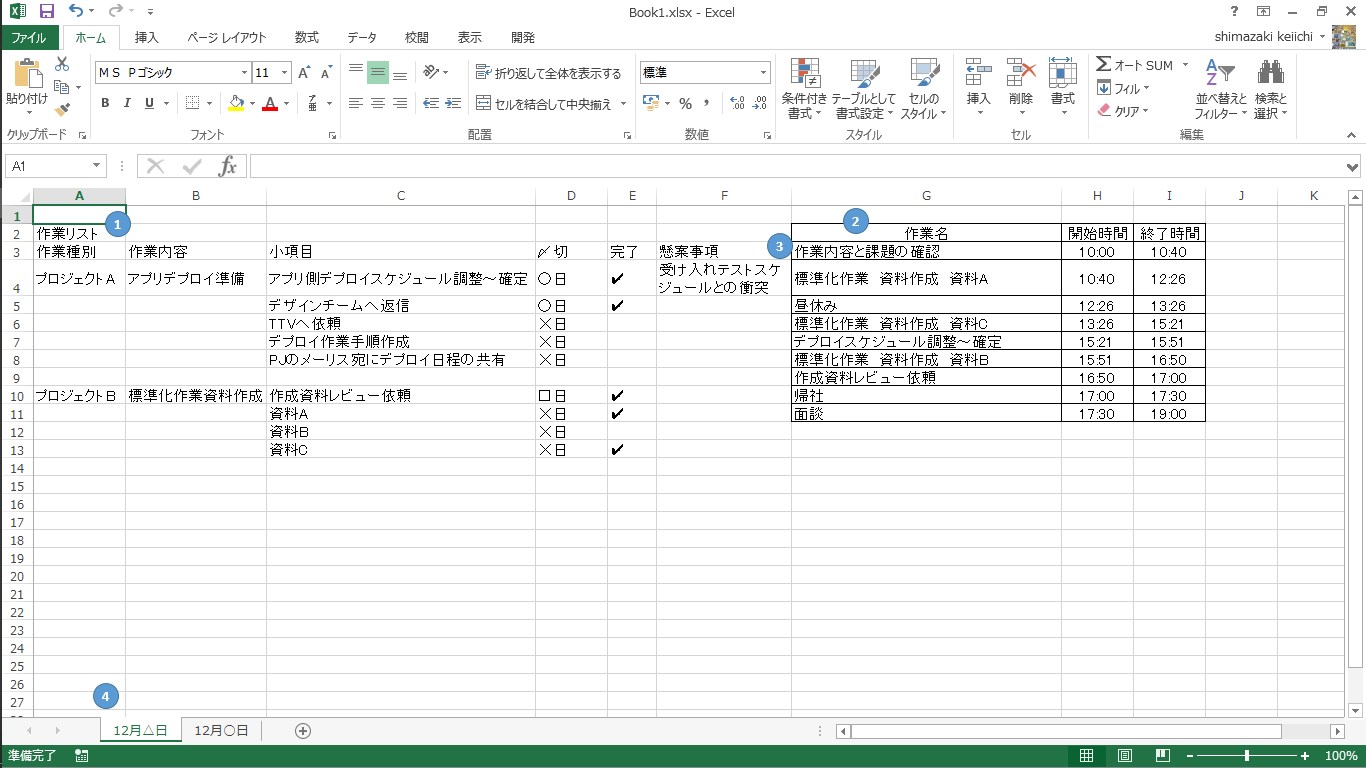 Book1.xlsx - Excel
ファイル ホーム 挿入 ページ レイアウト 数式 データ 校閲 表示 開発 shimazaki keiichi
貼り付け
ＭＳ Ｐゴシック 11
B I U
折り返して全体を表示する
セルを結合して中央揃え
標準
%
条件付き書式
テーブルとして書式設定
セルのスタイル
挿入 削除 書式
オート SUM
フィル
クリア
並べ替えとフィルター
検索と選択
クリップボード フォント 配置 数値 スタイル セル 編集
A1 fx
A B C D E F G H I J K
1 1 2
2 作業リスト 作業名 開始時間 終了時間
3 作業種別 作業内容 小項目 〆切 完了 懸案事項 3 作業内容と課題の確認 10:00 10:40
4 プロジェクトA アプリデプロイ準備 アプリ側デプロイスケジュール調整～確定 ○日 ✔ 受け入れテストスケジュールとの衝突 標準化作業　資料作成　資料A 10:40 12:26
5 デザインチームへ返信 ○日 ✔ 昼休み 12:26 13:26
6 TTVへ依頼 ×日 標準化作業　資料作成　資料C 13:26 15:21
7 デプロイ作業手順作成 ×日 デプロイスケジュール調整～確定 15:21 15:51
8 PJのメーリス宛にデプロイ日程の共有 ×日 標準化作業　資料作成　資料B 15:51 16:50
9 作成資料レビュー依頼 16:50 17:00
10 プロジェクトB 標準化作業資料作成 作成資料レビュー依頼 □日 ✔ 帰社 17:00 17:30
11 資料A ×日 ✔ 面談 17:30 19:00
12 資料B ×日
13 資料C ×日 ✔
14
15
16
17
18
19
20
21
22
23
24
25
26
27
4
12月△日 12月○日
準備完了 100%